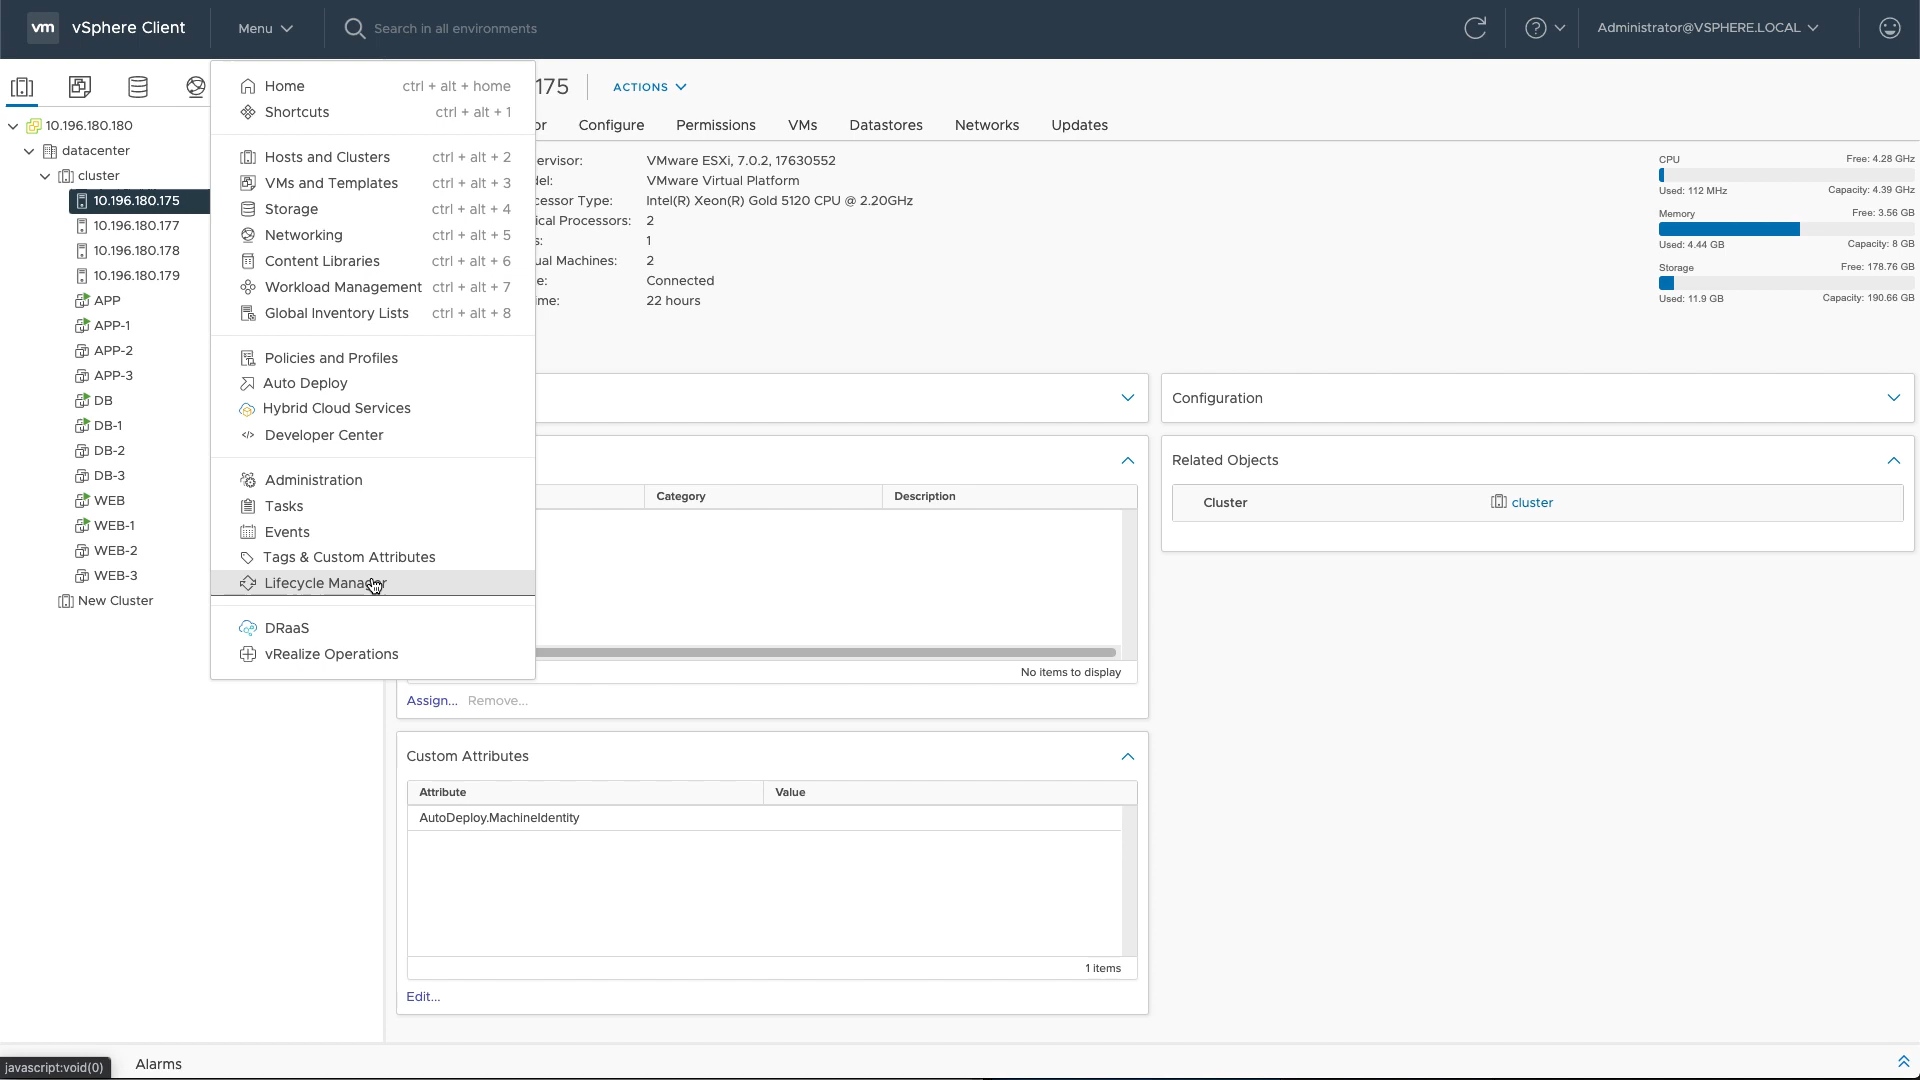 vm vSphere Client Menu Search in all environments Administrator@VSPHERE.LOCAL
10.196.180.180
datacenter
cluster
10.196.180.175
10.196.180.177
10.196.180.178
10.196.180.179
APP
APP-1
APP-2
APP-3
DB
DB-1
DB-2
DB-3
WEB
WEB-1
WEB-2
WEB-3
New Cluster
Home ctrl + alt + home
Shortcuts ctrl + alt + 1
Hosts and Clusters ctrl + alt + 2
VMs and Templates ctrl + alt + 3
Storage ctrl + alt + 4
Networking ctrl + alt + 5
Content Libraries ctrl + alt + 6
Workload Management ctrl + alt + 7
Global Inventory Lists ctrl + alt + 8
Policies and Profiles
Auto Deploy
Hybrid Cloud Services
Developer Center
Administration
Tasks
Events
Tags & Custom Attributes
Lifecycle Manager
DRaaS
vRealize Operations
175 ACTIONS
or Configure Permissions VMs Datastores Networks Updates
ervisor: VMware ESXi, 7.0.2, 17630552
del: VMware Virtual Platform
cessor Type: Intel(R) Xeon(R) Gold 5120 CPU @ 2.20GHz
ical Processors: 2
s: 1
ual Machines: 2
e: Connected
ime: 22 hours
CPU Free: 4.28 GHz
Used: 112 MHz Capacity: 4.39 GHz
Memory Free: 3.56 GB
Used: 4.44 GB Capacity: 8 GB
Storage Free: 178.76 GB
Used: 11.9 GB Capacity: 190.66 GB
Category Description
No items to display
Assign... Remove...
Custom Attributes
Attribute Value
AutoDeploy.MachineIdentity
1 items
Edit...
Configuration
Related Objects
Cluster cluster
javascript:void(0) Alarms